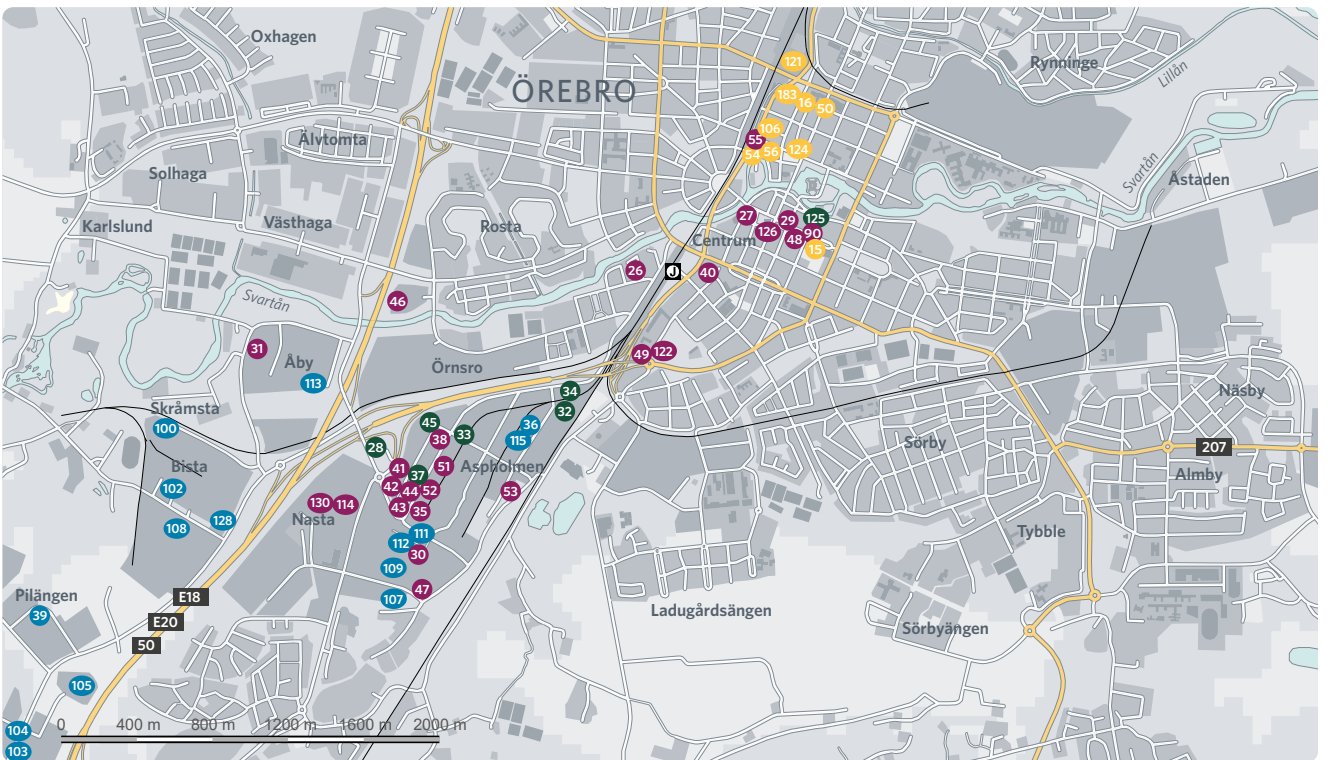 Oxhagen
Rynninge
121
ÖREBRO
Lillån
183
16
50
Älvtomta
106
55
54
56
124
Solhaga
Svartån
Åstaden
Karlslund
Västhaga
Rosta
27
29
125
126
48
90
Centrum
15
26
J
40
Svartån
46
31
Åby
113
Örnsro
49
122
34
32
Näsby
Skråmsta
100
45
38
33
36
115
28
Sörby
207
Bista
41
37
51
Aspholmen
Almby
102
42
44
52
53
130
114
43
35
Nasta
108
128
111
112
30
Tybble
109
47
107
E18
Pilängen
39
E20
50
Ladugårdsängen
Sörbyängen
105
104
103
0 400 m 800 m 1200 m 1600 m 2000 m